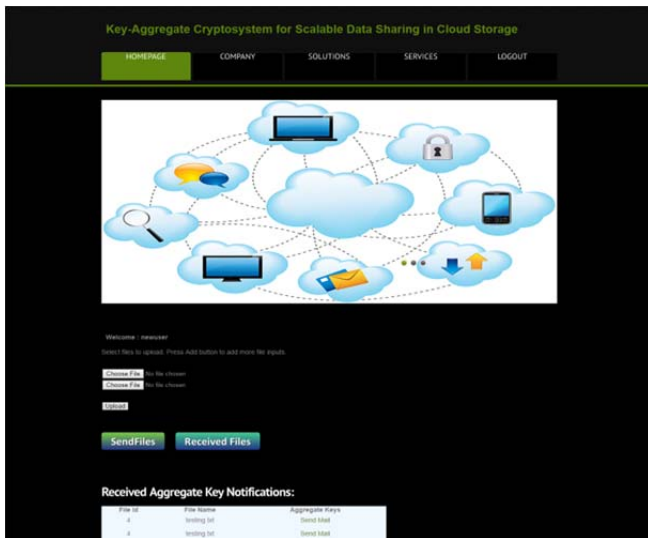 Key-Aggregate Cryptosystem for Scalable Data Sharing in Cloud Storage
HOMEPAGE COMPANY SOLUTIONS SERVICES LOGOUT
Welcome : newuser
Select files to upload. Press Add button to add more file inputs
Choose File No file chosen
Choose File No file chosen
Upload
SendFiles Received Files
Received Aggregate Key Notifications:
File Id File Name Aggregate Keys
4 testing.txt Send Mail
4 testing.txt Send Mail